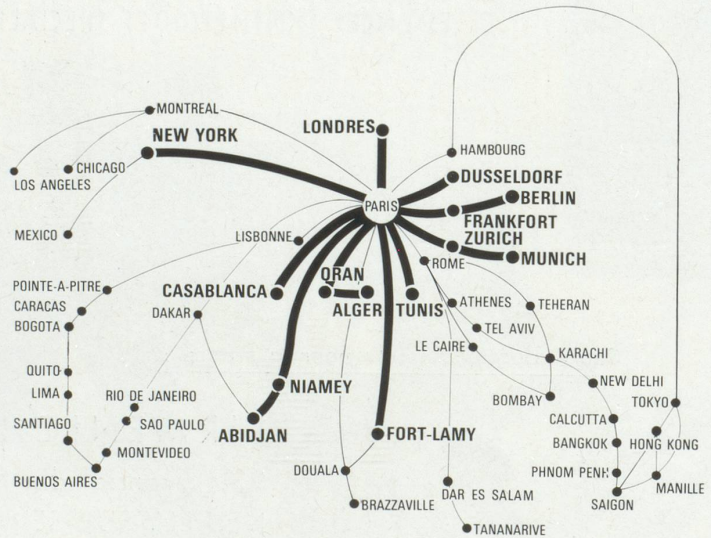 MONTREAL
NEW YORK
LONDRES
HAMBOURG
CHICAGO
LOS ANGELES
DUSSELDORF
BERLIN
PARIS
FRANKFORT
MEXICO
LISBONNE
ZURICH
MUNICH
ROME
ORAN
POINTE-A-PITRE
CASABLANCA
ALGER
TUNIS
ATHENES
TEHERAN
CARACAS
DAKAR
BOGOTA
TEL AVIV
LE CAIRE
KARACHI
QUITO
NIAMEY
NEW DELHI
LIMA
RIO DE JANEIRO
BOMBAY
TOKYO
SANTIAGO
SAO PAULO
ABIDJAN
FORT-LAMY
CALCUTTA
BANGKOK
HONG KONG
MONTEVIDEO
DOUALA
PHNOM PENH
BUENOS AIRES
DAR ES SALAM
MANILLE
BRAZZAVILLE
SAIGON
TANANARIVE